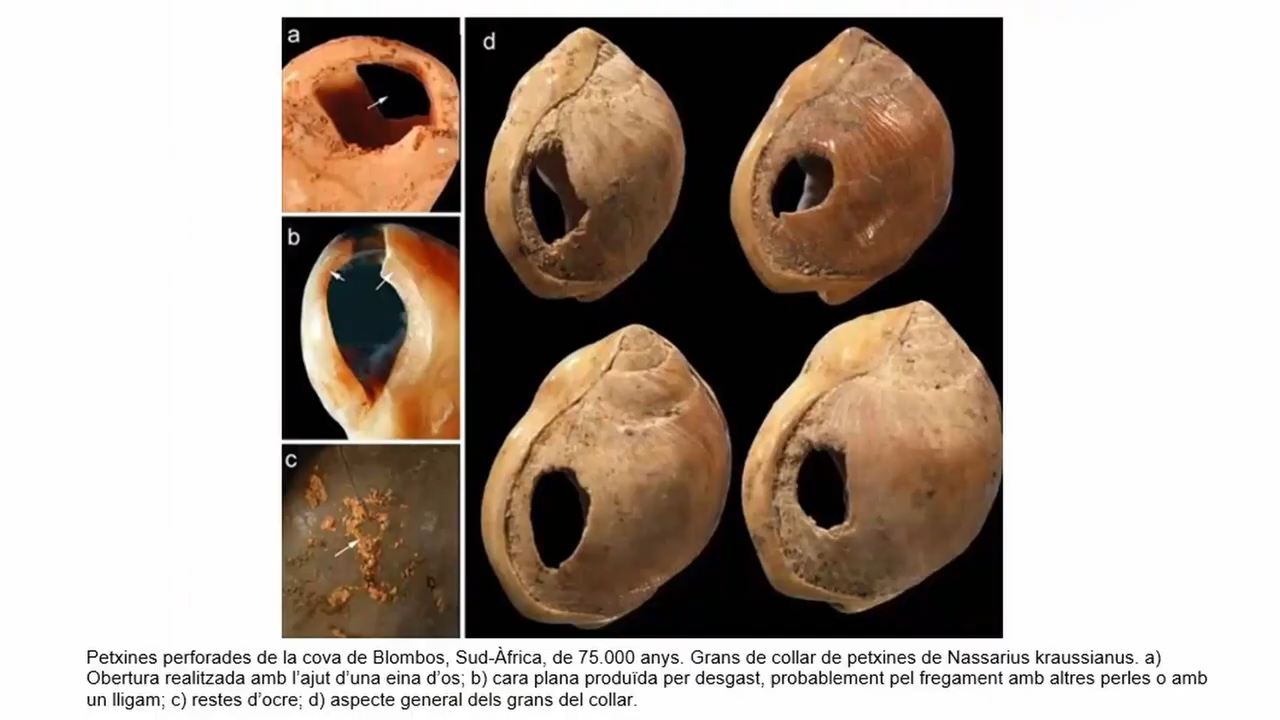 a
d
b
c
Petxines perforades de la cova de Blombos, Sud-Àfrica, de 75.000 anys. Grans de collar de petxines de Nassarius kraussianus. a)
Obertura realitzada amb l’ajut d’una eina d’os; b) cara plana produïda per desgast, probablement pel fregament amb altres perles o amb
un lligam; c) restes d’ocre; d) aspecte general dels grans del collar.